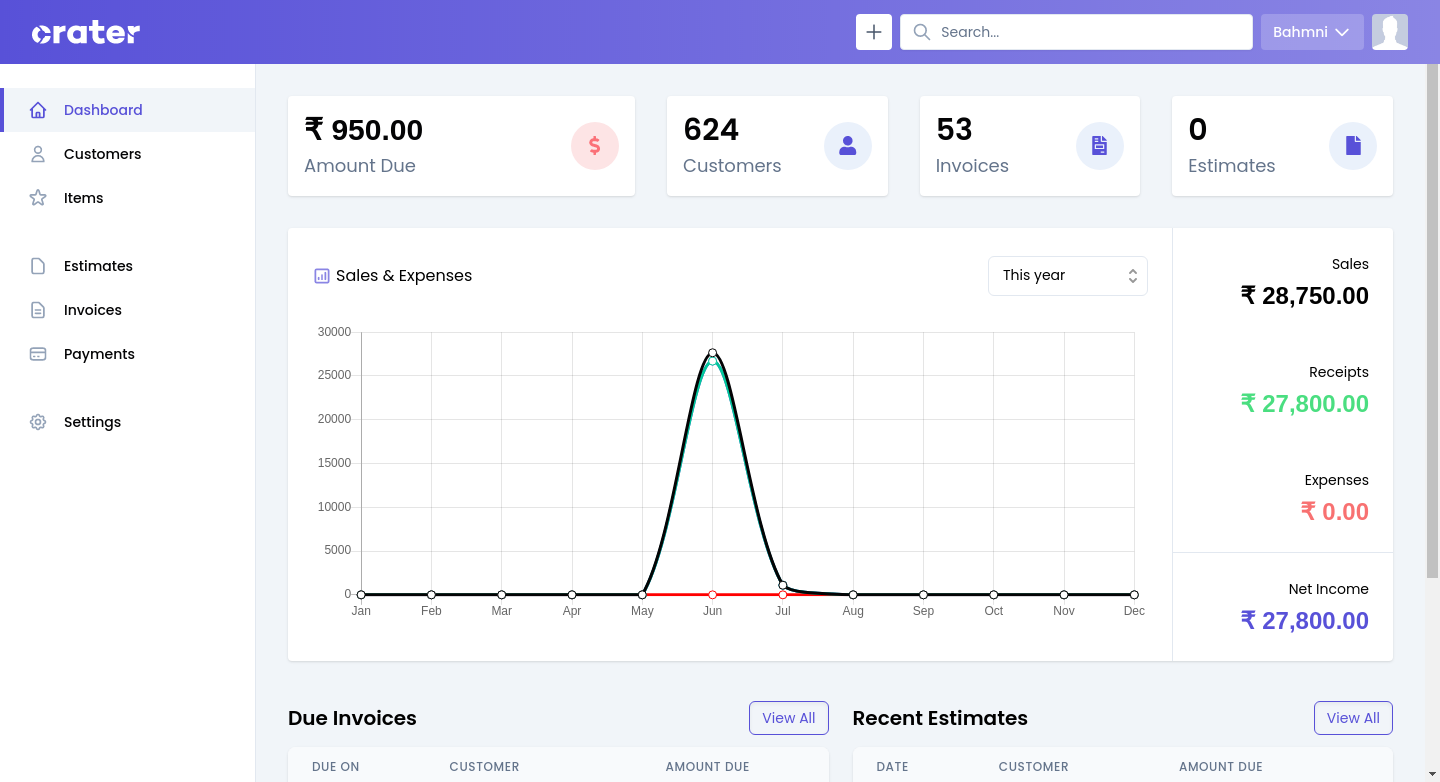 crater
Search...
Bahmni
Dashboard
Customers
Items
Estimates
Invoices
Payments
Settings
₹ 950.00
Amount Due
624
Customers
53
Invoices
0
Estimates
Sales & Expenses
This year
30000
25000
20000
15000
10000
5000
0
Jan Feb Mar Apr May Jun Jul Aug Sep Oct Nov Dec
Sales
₹ 28,750.00
Receipts
₹ 27,800.00
Expenses
₹ 0.00
Net Income
₹ 27,800.00
Due Invoices
View All
DUE ON CUSTOMER AMOUNT DUE
Recent Estimates
View All
DATE CUSTOMER AMOUNT DUE